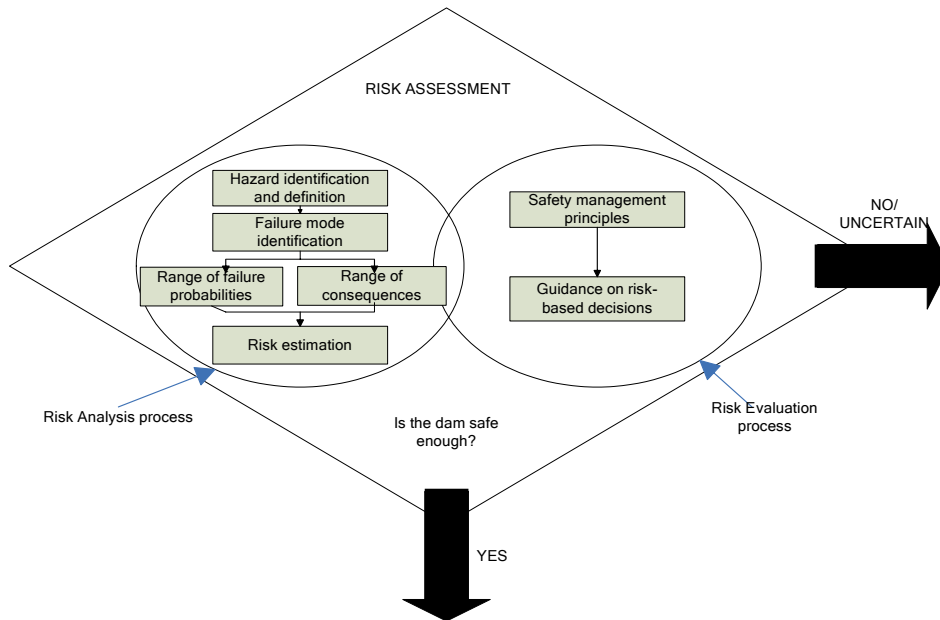 RISK ASSESSMENT
Hazard identification
and definition
Failure mode
identification
Range of failure
probabilities
Range of
consequences
Risk estimation
Safety management
principles
Guidance on risk-
based decisions
NO/
UNCERTAIN
Risk Analysis process
Risk Evaluation
process
Is the dam safe
enough?
YES